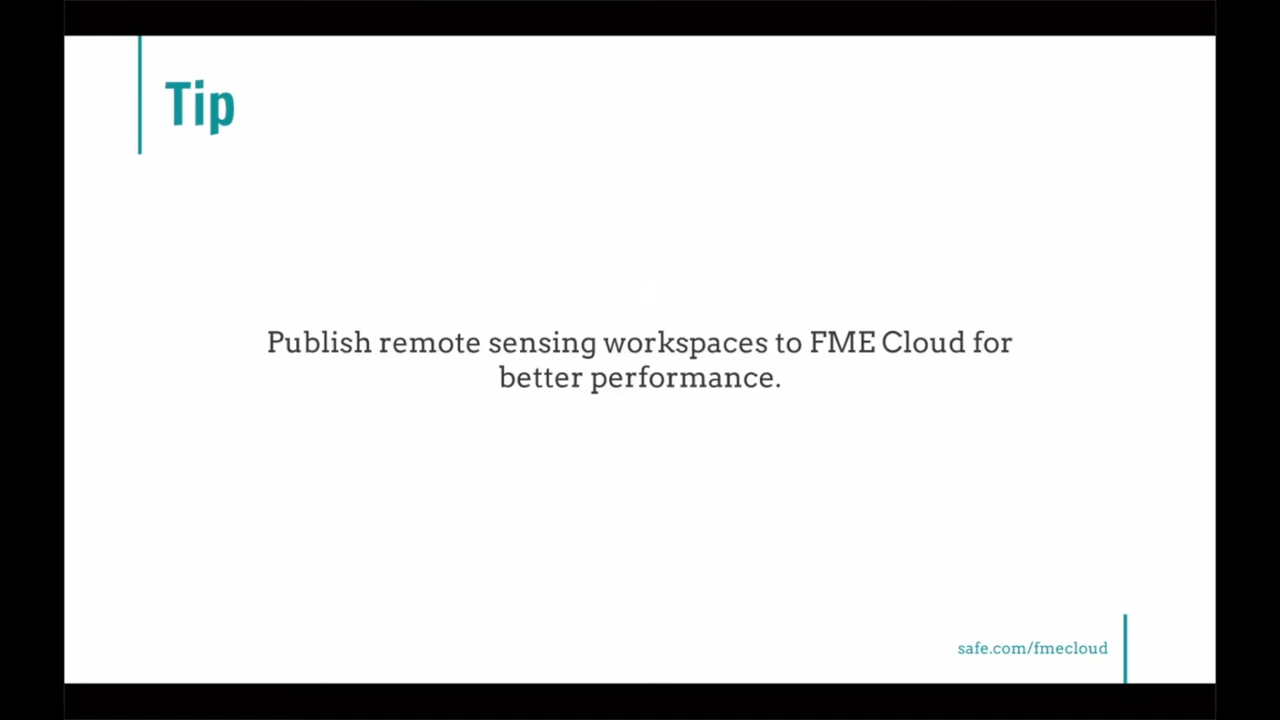 Tip
Publish remote sensing workspaces to FME Cloud for
better performance.
safe.com/fmecloud